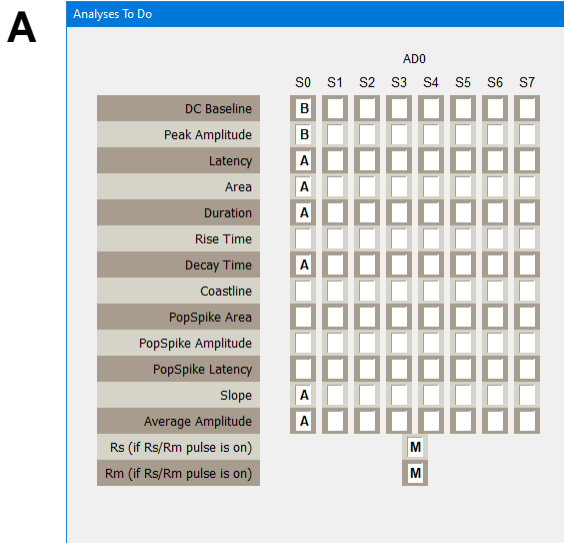 A
Analyses To Do
AD0
S0 S1 S2 S3 S4 S5 S6 S7
DC Baseline B
Peak Amplitude B
Latency A
Area A
Duration A
Rise Time
Decay Time A
Coastline
PopSpike Area
PopSpike Amplitude
PopSpike Latency
Slope A
Average Amplitude A
Rs (if Rs/Rm pulse is on) M
Rm (if Rs/Rm pulse is on) M